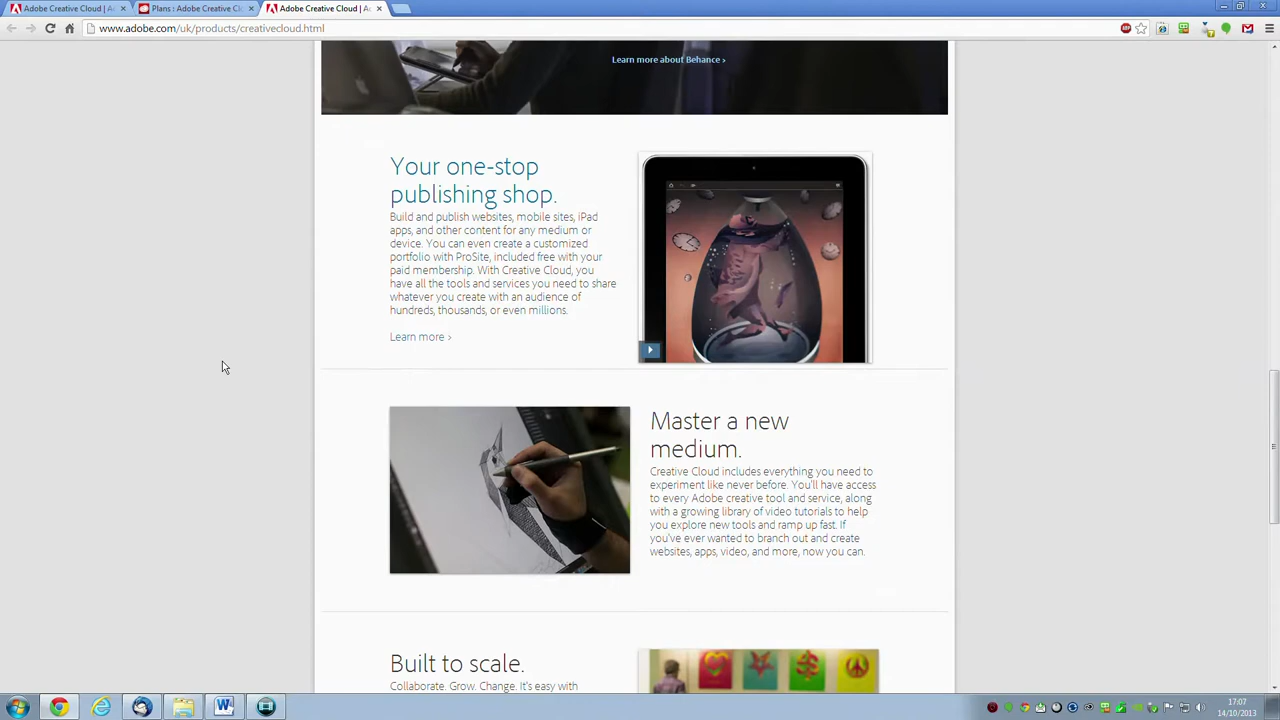 Adobe Creative Cloud |
Plans : Adobe Creative Cl
Adobe Creative Cloud | A
www.adobe.com/uk/products/creativecloud.html
Learn more about Behance >
Your one-stop
publishing shop.
Build and publish websites, mobile sites, iPad
apps, and other content for any medium or
device. You can even create a customized
portfolio with ProSite, included free with your
paid membership. With Creative Cloud, you
have all the tools and services you need to share
whatever you create with an audience of
hundreds, thousands, or even millions.
Learn more >
Master a new
medium.
Creative Cloud includes everything you need to
experiment like never before. You'll have access
to every Adobe creative tool and service, along
with a growing library of video tutorials to help
you explore new tools and ramp up fast. If
you've ever wanted to branch out and create
websites, apps, video, and more, now you can.
Built to scale.
Collaborate. Grow. Change. It's easy with
17:07
14/10/2013